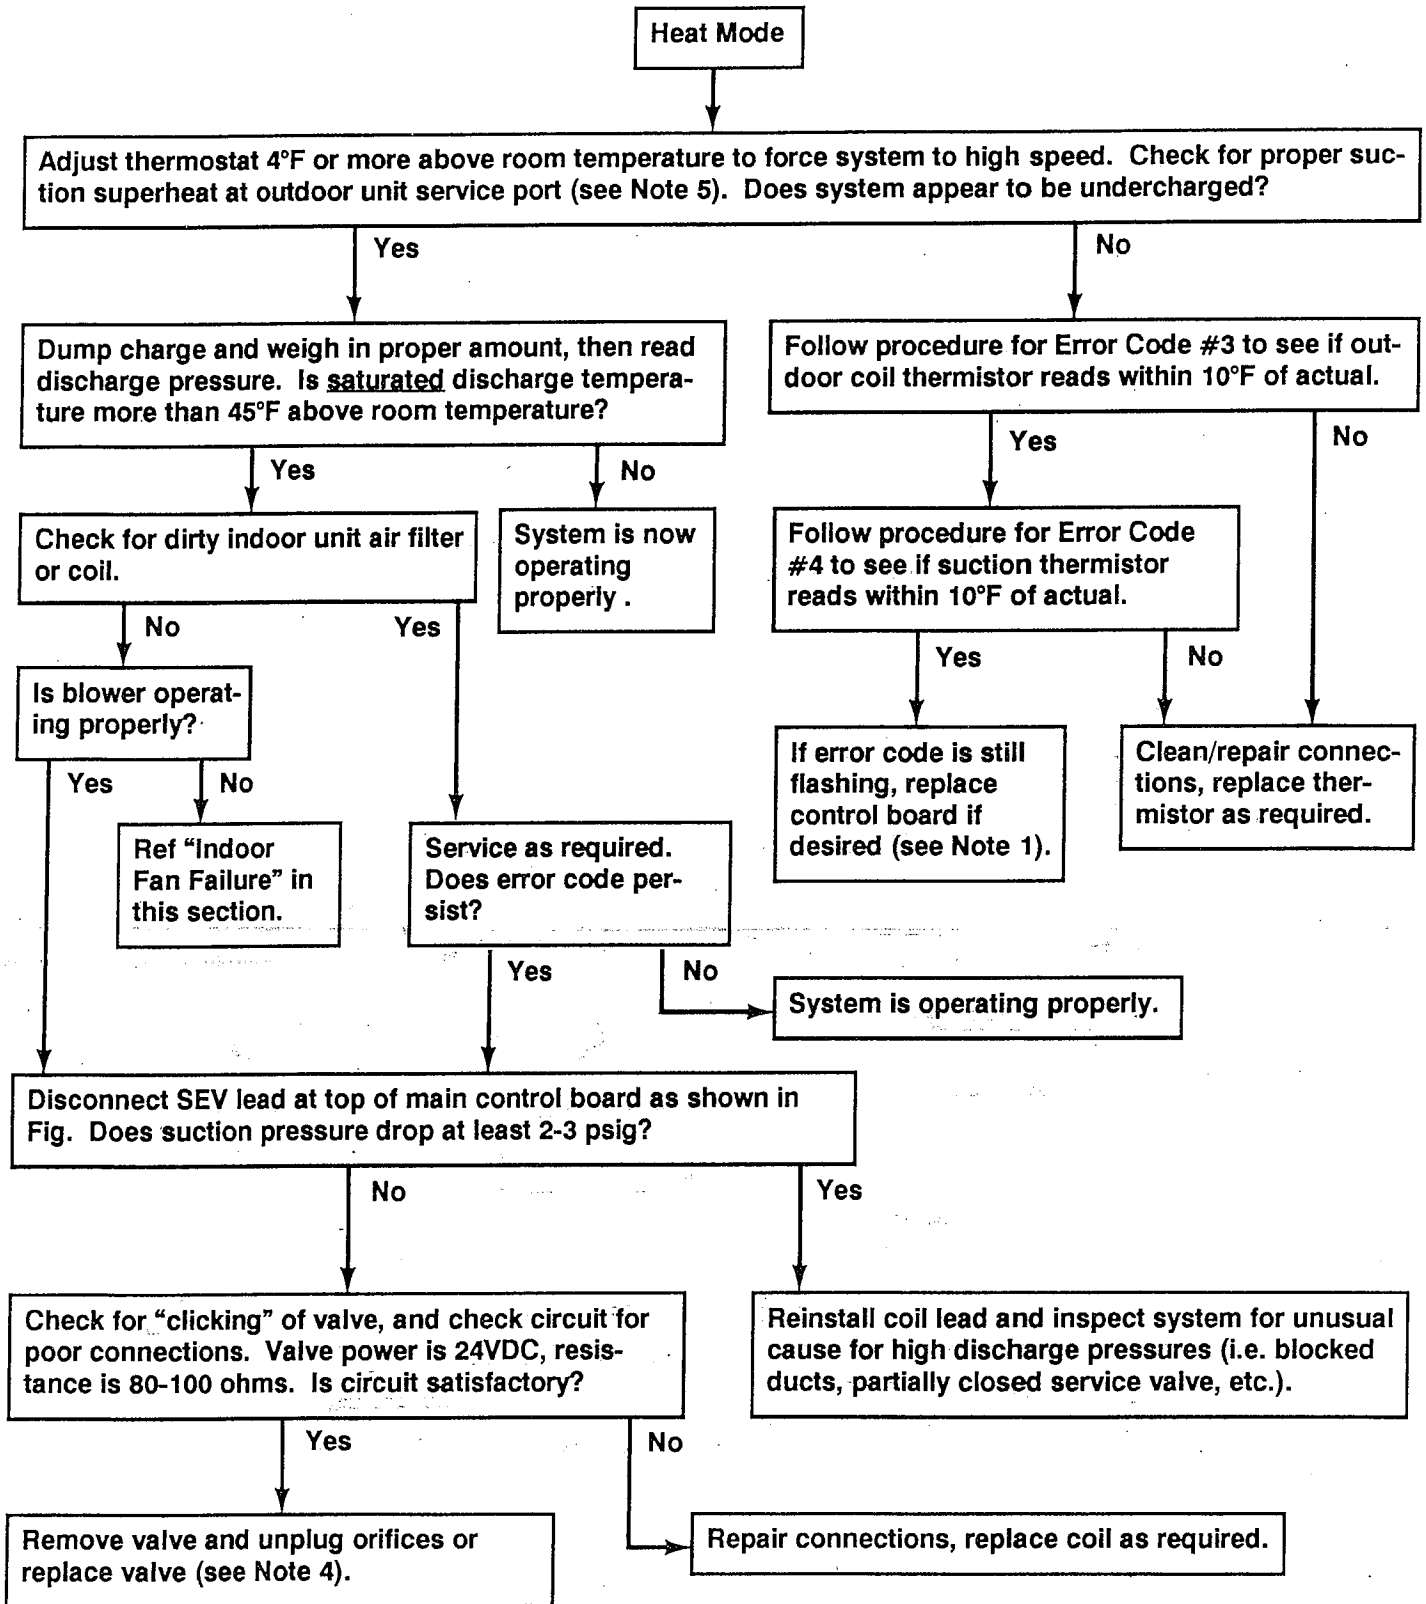 Heat Mode
Adjust thermostat 4°F or more above room temperature to force system to high speed.  Check for proper suc-
tion superheat at outdoor unit service port (see Note 5).  Does system appear to be undercharged?
Yes
No
Dump charge and weigh in proper amount, then read
discharge pressure.  Is saturated discharge tempera-
ture more than 45°F above room temperature?
Follow procedure for Error Code #3 to see if out-
door coil thermistor reads within 10°F of actual.
Yes
No
Yes
No
Check for dirty indoor unit air filter
or coil.
System is now
operating
properly .
Follow procedure for Error Code
#4 to see if suction thermistor
reads within 10°F of actual.
No
Yes
Yes
No
Is blower operat-
ing properly?
If error code is still
flashing, replace
control board if
desired (see Note 1).
Clean/repair connec-
tions, replace ther-
mistor as required.
Yes
No
Ref “Indoor
Fan Failure” in
this section.
Service as required.
Does error code per-
sist?
Yes
No
System is operating properly.
Disconnect SEV lead at top of main control board as shown in
Fig.  Does suction pressure drop at least 2-3 psig?
No
Yes
Check for “clicking” of valve, and check circuit for
poor connections.  Valve power is 24VDC, resis-
tance is 80-100 ohms.  Is circuit satisfactory?
Reinstall coil lead and inspect system for unusual
cause for high discharge pressures (i.e. blocked
ducts, partially closed service valve, etc.).
Yes
No
Remove valve and unplug orifices or
replace valve (see Note 4).
Repair connections, replace coil as required.